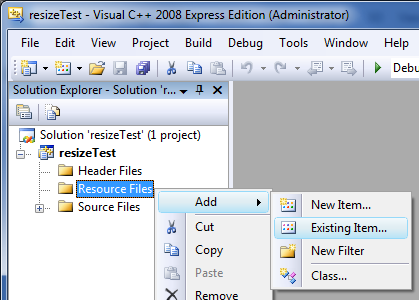 resizeTest - Visual C++ 2008 Express Edition (Administrator)
File Edit View Project Build Debug Tools Window Help
Debu
Solution Explorer - Solution 'r...
Solution 'resizeTest' (1 project)
resizeTest
Header Files
Resource Files
Source Files
Add
Cut
Copy
Paste
Remove
New Item...
Existing Item...
New Filter
Class...